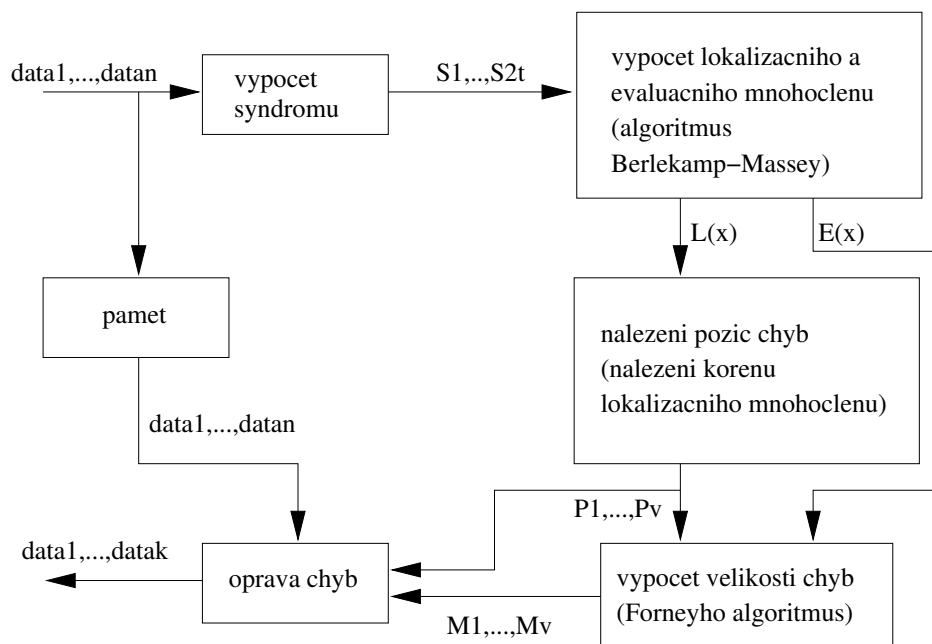 data1,...,datan
vypocet
syndromu
S1,..,S2t
vypocet lokalizacniho a
evaluacniho mnohoclenu
(algoritmus
Berlekamp−Massey)
L(x)
E(x)
pamet
nalezeni pozic chyb
(nalezeni korenu
lokalizacniho mnohoclenu)
data1,...,datan
P1,...,Pv
data1,...,datak
oprava chyb
vypocet velikosti chyb
(Forneyho algoritmus)
M1,...,Mv